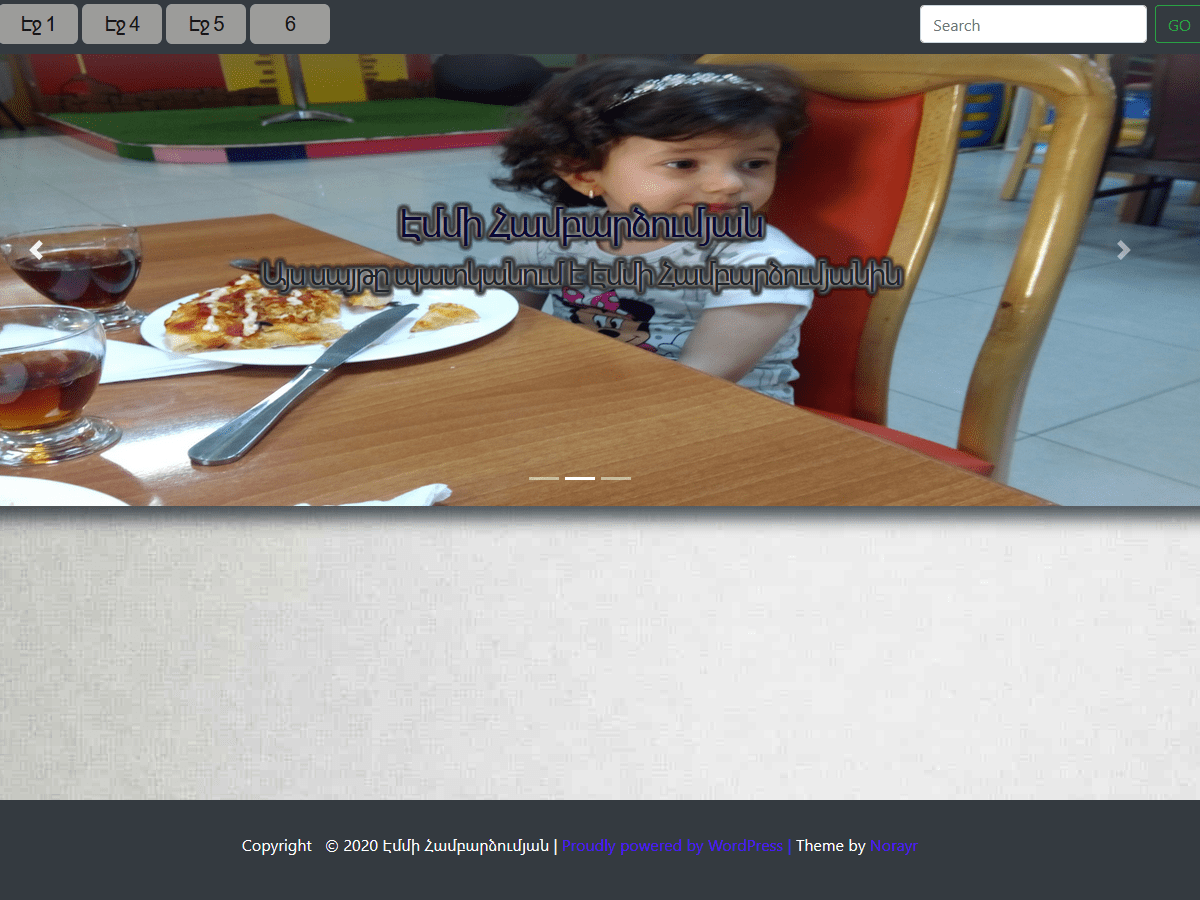 Էջ 1 Էջ 4 Էջ 5 6 Search GO
Էմմի Համբարձումյան
Այս սայթը պատկանում է Էմմի Համբարձումյանին
Copyright © 2020 Էմմի Համբարձումյան | Proudly powered by WordPress | Theme by Norayr